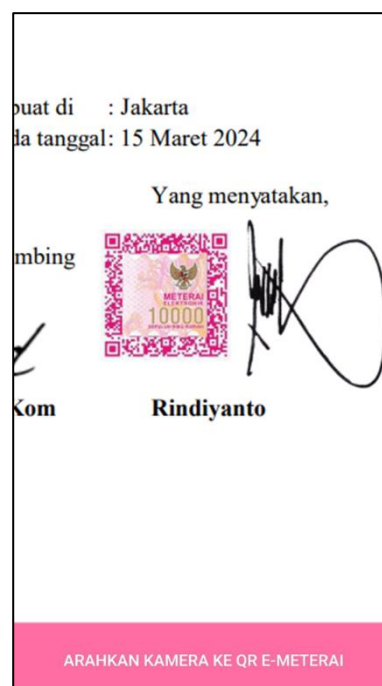 buat di : Jakarta
da tanggal: 15 Maret 2024
Yang menyatakan,
mbing
METERAI
ELEKTRONIK
10000
Kom Rindiyanto
ARAHKAN KAMERA KE QR E-METERAI